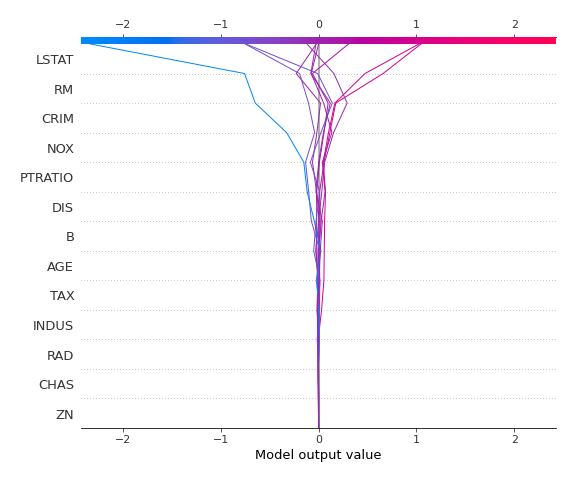 −2 −1 0 1 2
LSTAT
RM
CRIM
NOX
PTRATIO
DIS
B
AGE
TAX
INDUS
RAD
CHAS
ZN
−2 −1 0 1 2
Model output value